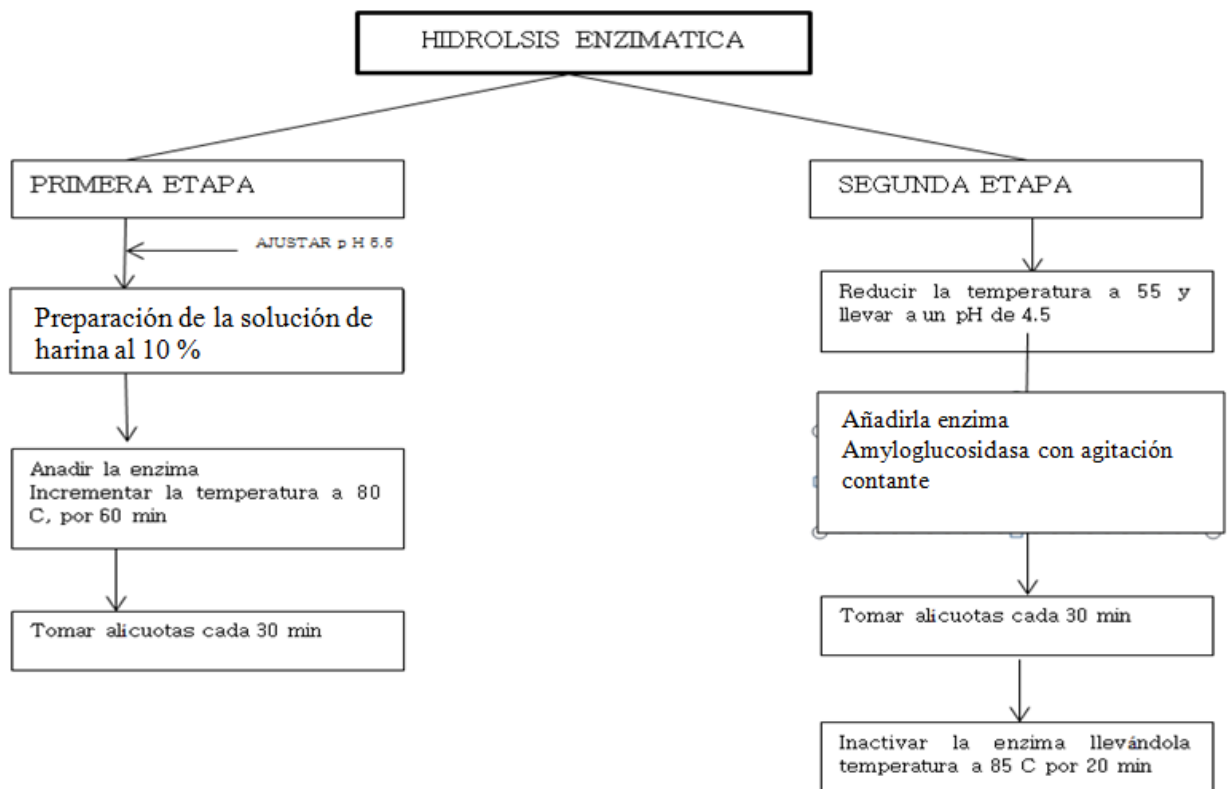 HIDROLSIS ENZIMATICA
PRIMERA ETAPA
AJUSTAR p H 5.5
Preparación de la solución de
harina al 10 %
Anadir la enzima
Incrementar la temperatura a 80
C, por 60 min
Tomar alicuotas cada 30 min
SEGUNDA ETAPA
Reducir la temperatura a 55 y
llevar a un pH de 4.5
Añadirla enzima
Amyloglucosidasa con agitación
contante
Tomar alicuotas cada 30 min
Inactivar la enzima llevándola
temperatura a 85 C por 20 min